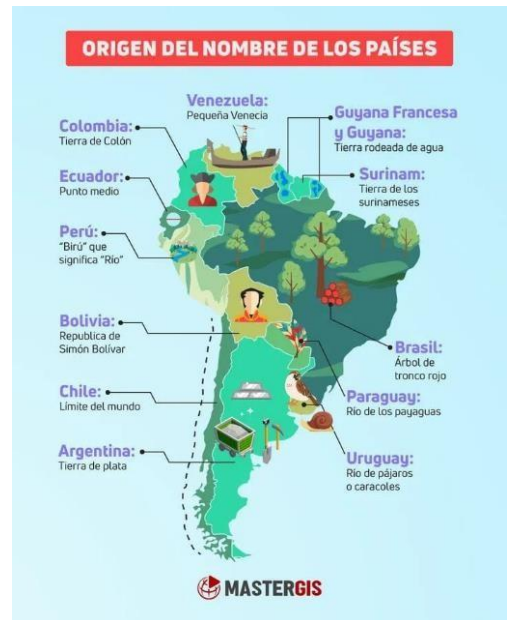 ORIGEN DEL NOMBRE DE LOS PAÍSES
Venezuela:
Pequeña Venecia
Colombia:
Tierra de Colón
Guyana Francesa
y Guyana:
Tierra rodeada de agua
Ecuador:
Punto medio
Surinam:
Tierra de los
surinameses
Perú:
"Birú" que
significa "Río"
Bolivia:
Republica de
Simón Bolívar
Brasil:
Árbol de
tronco rojo
Chile:
Límite del mundo
Paraguay:
Río de los payaguas
Argentina:
Tierra de plata
Uruguay:
Río de pájaros
o caracoles
MASTERGIS